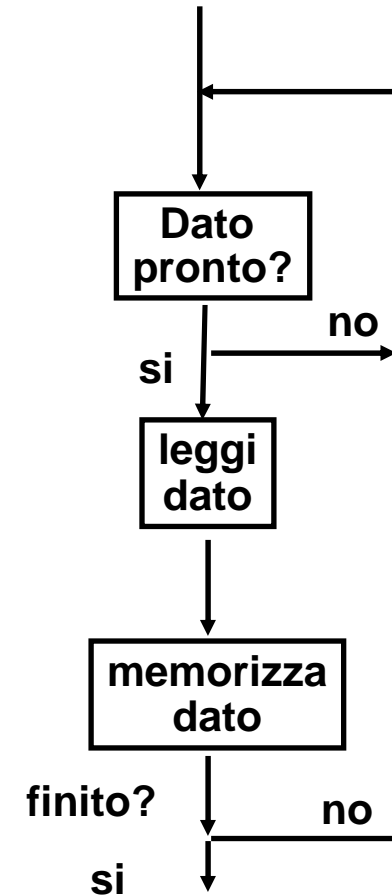 Dato
pronto?
no
si
leggi
dato
memorizza
dato
finito?
no
si